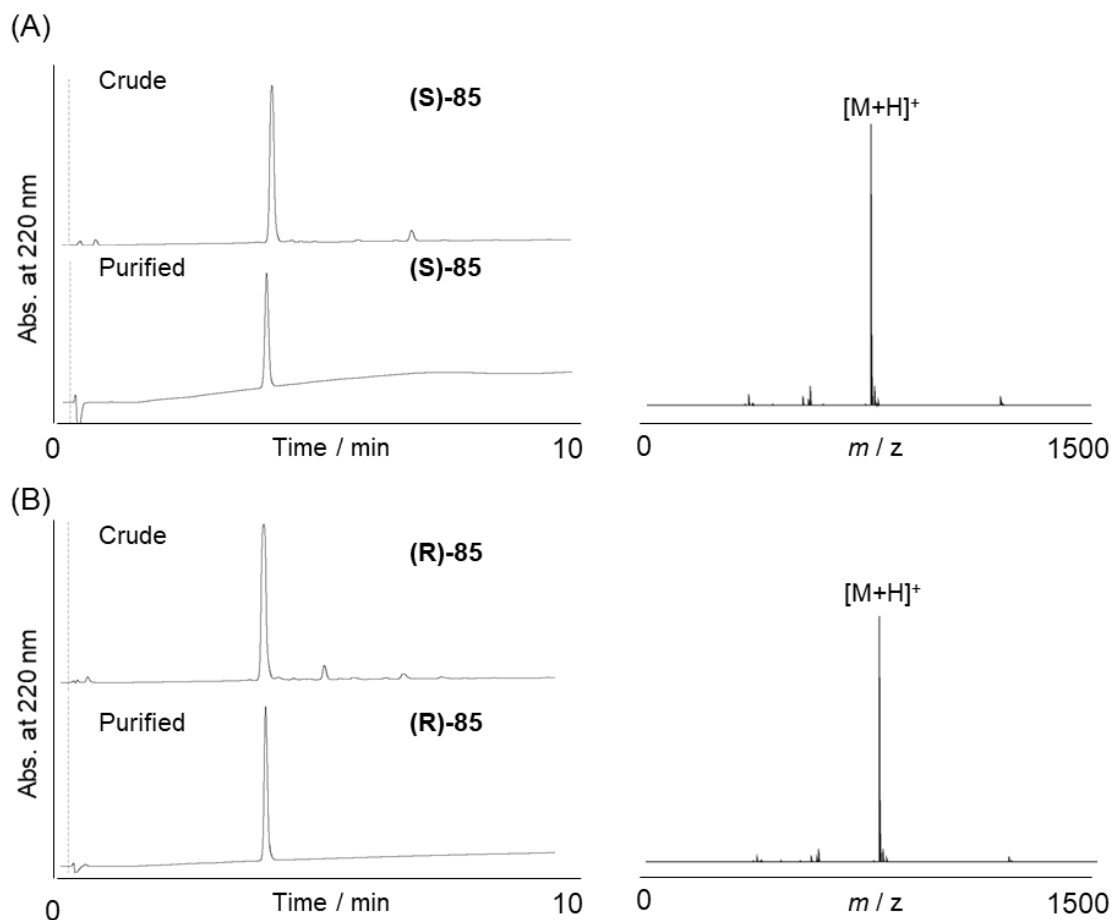 (A)
Crude
(S)-85
Purified
(S)-85
Abs. at 220 nm
0
Time / min
10
[M+H]+
0
m / z
1500
(B)
Crude
(R)-85
Purified
(R)-85
Abs. at 220 nm
0
Time / min
10
[M+H]+
0
m / z
1500